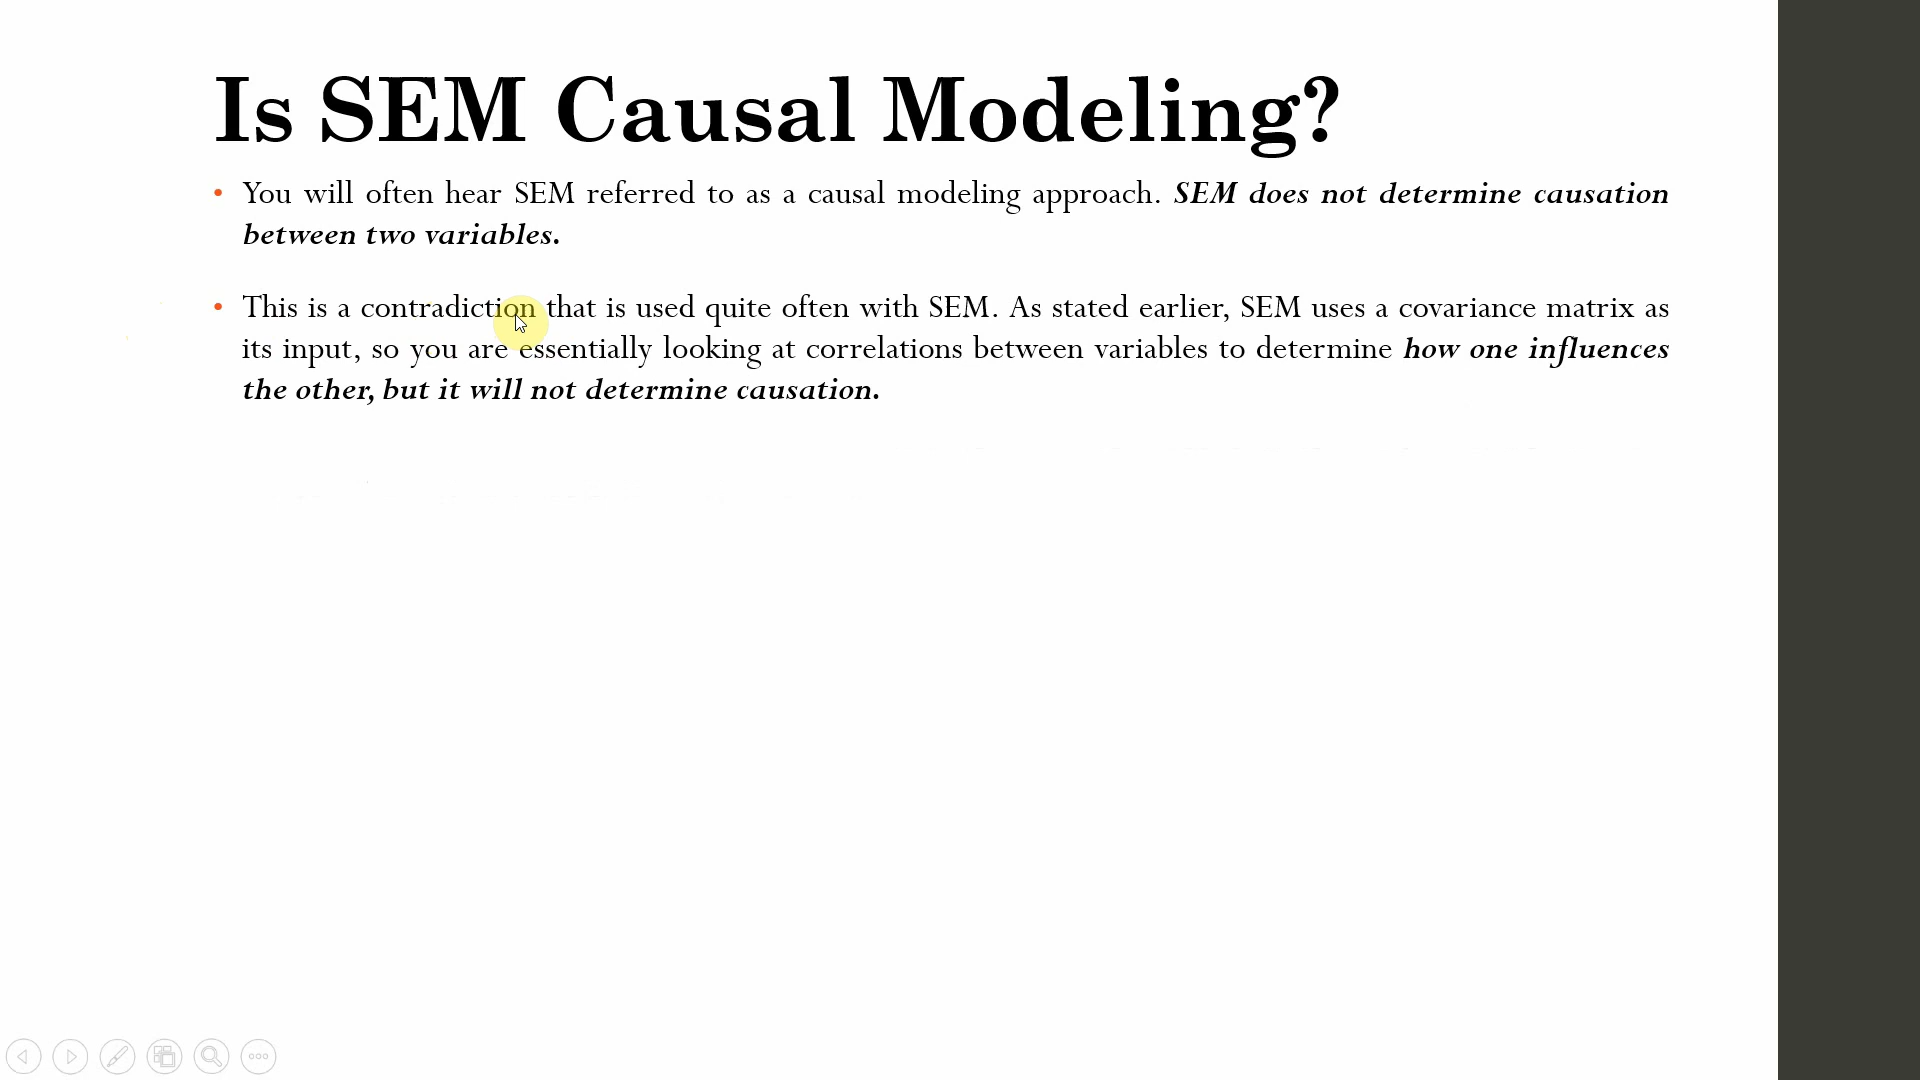 Is SEM Causal Modeling?
• You will often hear SEM referred to as a causal modeling approach. SEM does not determine causation
between two variables.
• This is a contradiction that is used quite often with SEM. As stated earlier, SEM uses a covariance matrix as
its input, so you are essentially looking at correlations between variables to determine how one influences
the other, but it will not determine causation.